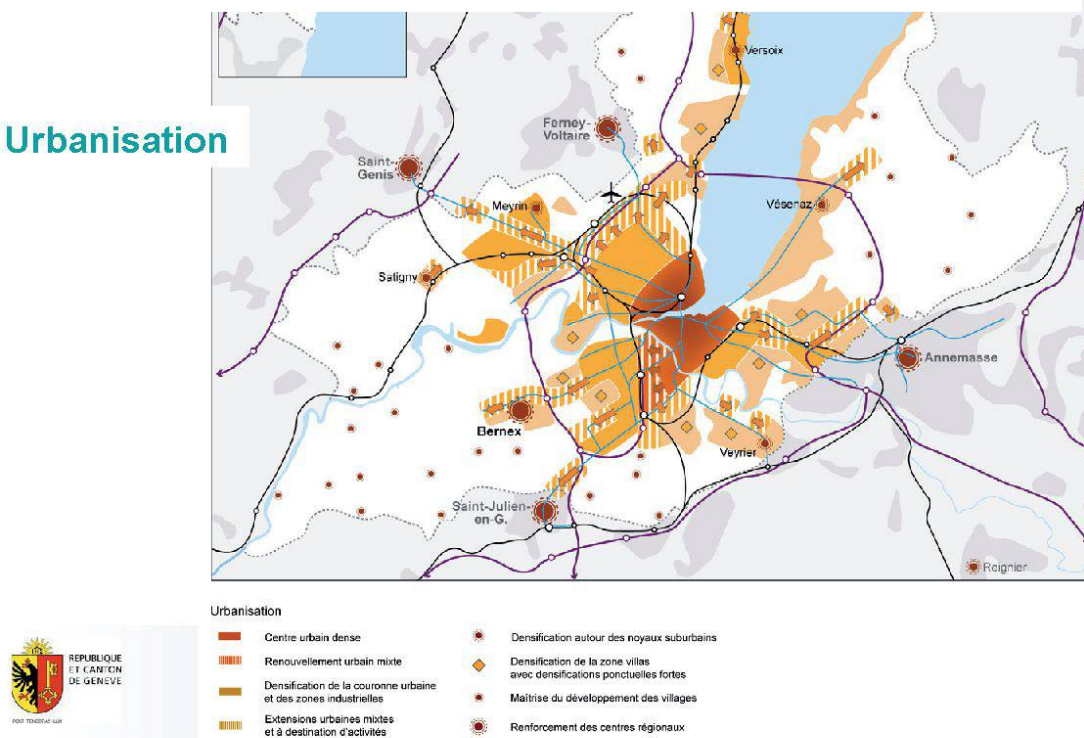 Urbanisation
Versoix
Ferney-
Voltaire
Saint-
Genis
Meyrin
Vésenaz
Satigny
Annemasse
Bernex
Veyrier
Saint-Julien-
en-G.
Reignier
Urbanisation
Centre urbain dense
Renouvellement urbain mixte
Densification de la couronne urbaine
et des zones industrielles
Extensions urbaines mixtes
et à destination d'activités
Densification autour des noyaux suburbains
Densification de la zone villas
avec densifications ponctuelles fortes
Maîtrise du développement des villages
Renforcement des centres régionaux
REPUBLIQUE
ET CANTON
DE GENEVE
POST TENEBRAS LUX